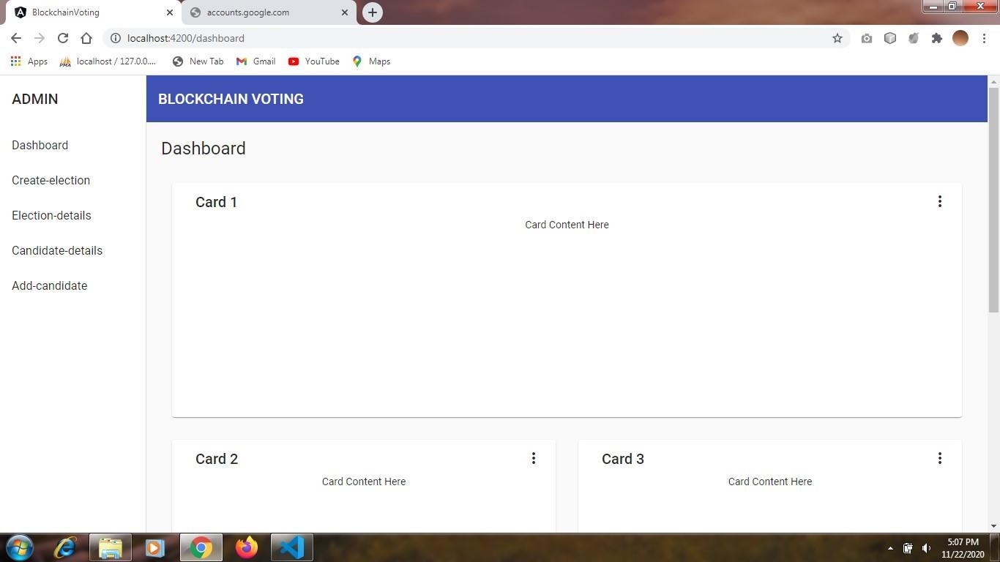 BlockchainVoting
accounts.google.com
localhost:4200/dashboard
Apps
PMA
localhost / 127.0.0....
New Tab
Gmail
YouTube
Maps
ADMIN
BLOCKCHAIN VOTING
Dashboard
Create-election
Election-details
Candidate-details
Add-candidate
Dashboard
Card 1
Card Content Here
Card 2
Card Content Here
Card 3
Card Content Here
5:07 PM
11/22/2020